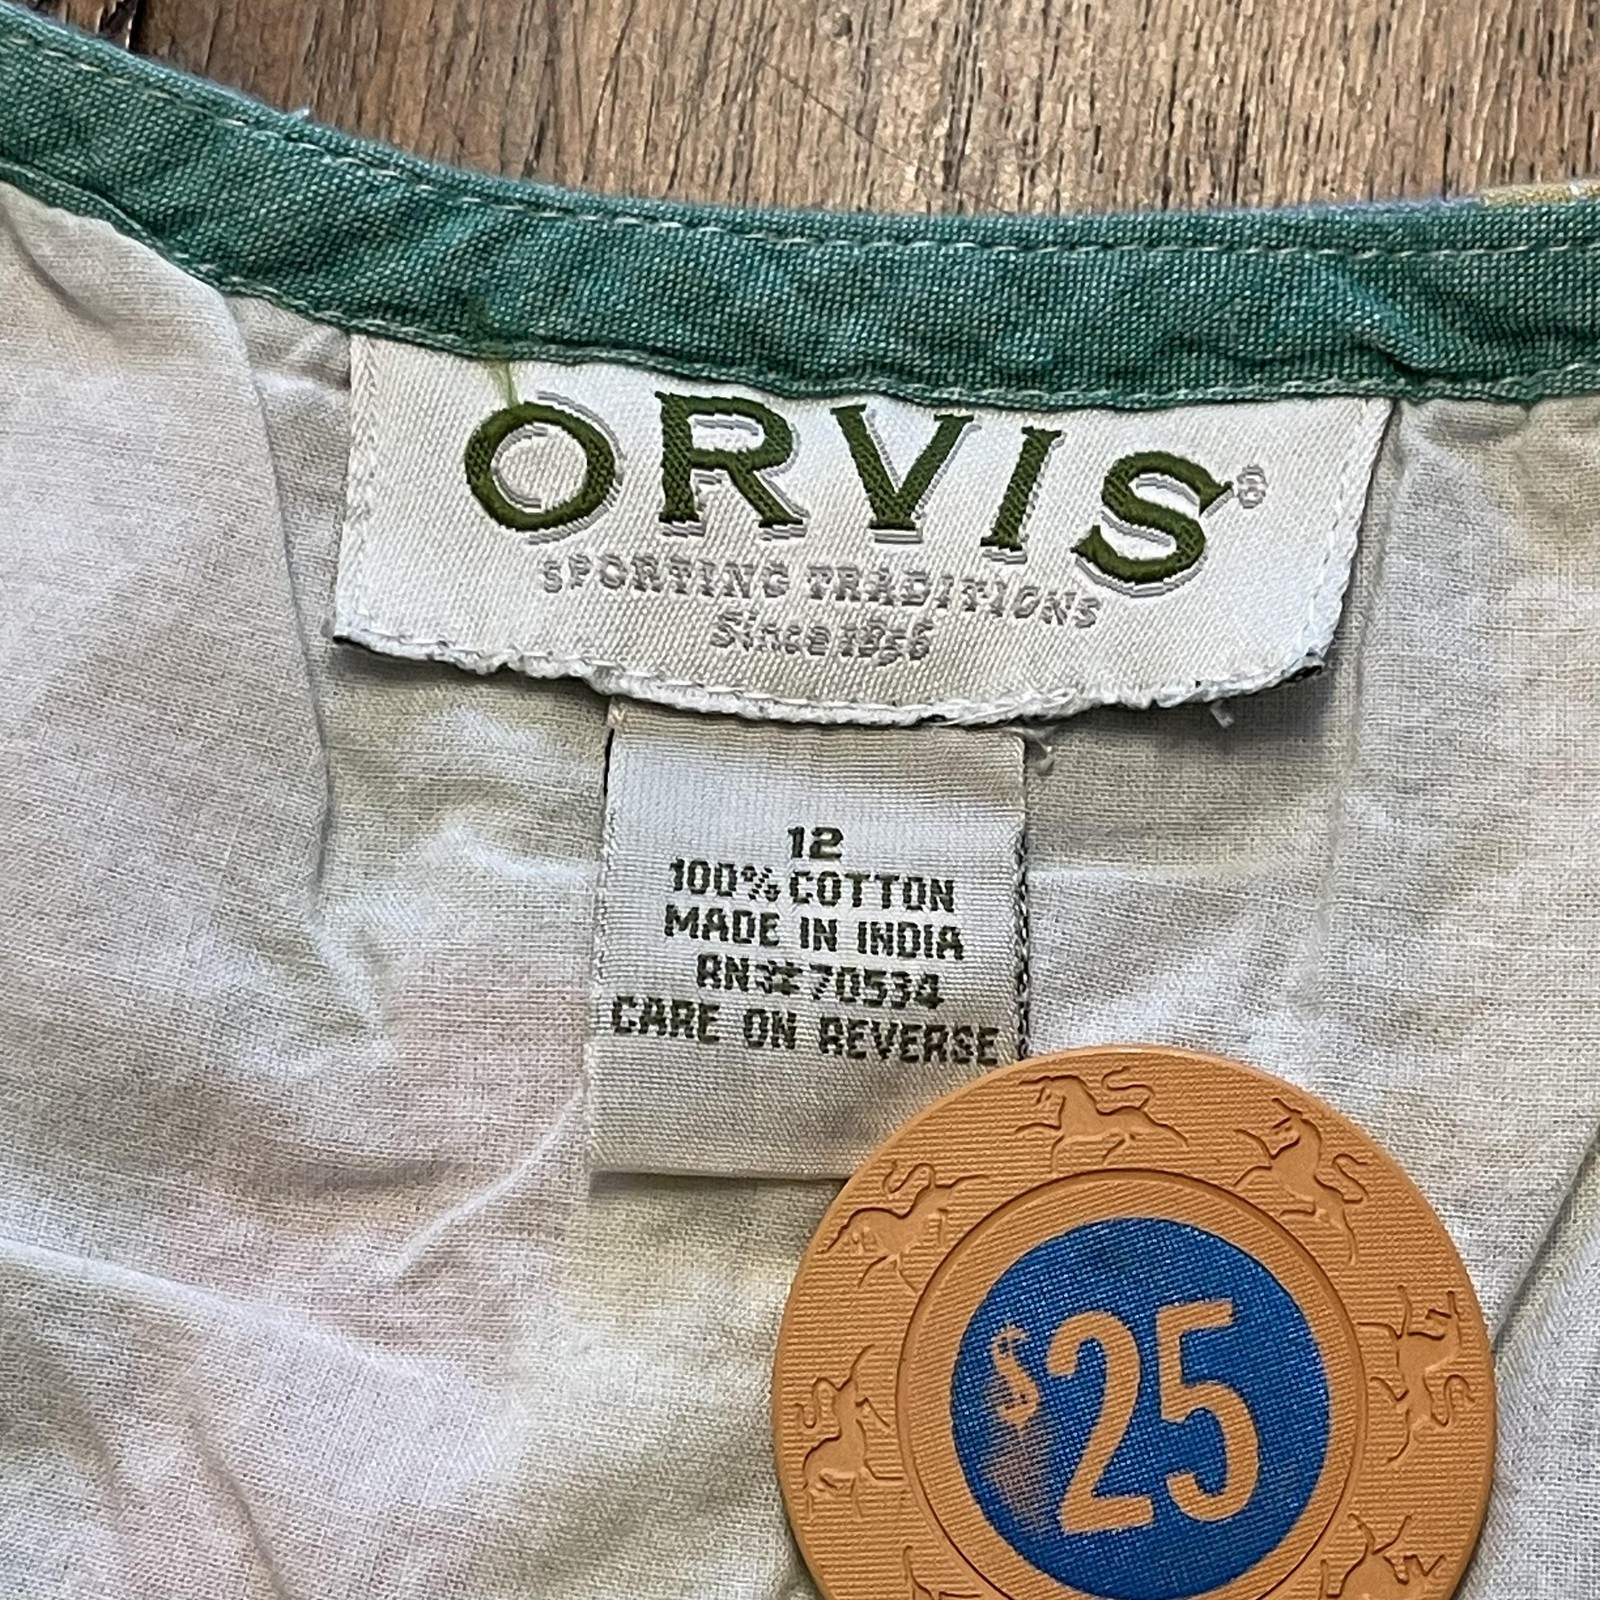 ORVIS®
SPORTING TRADITIONS
Since 1856
12
100% COTTON
MADE IN INDIA
RN#70534
CARE ON REVERSE
$25